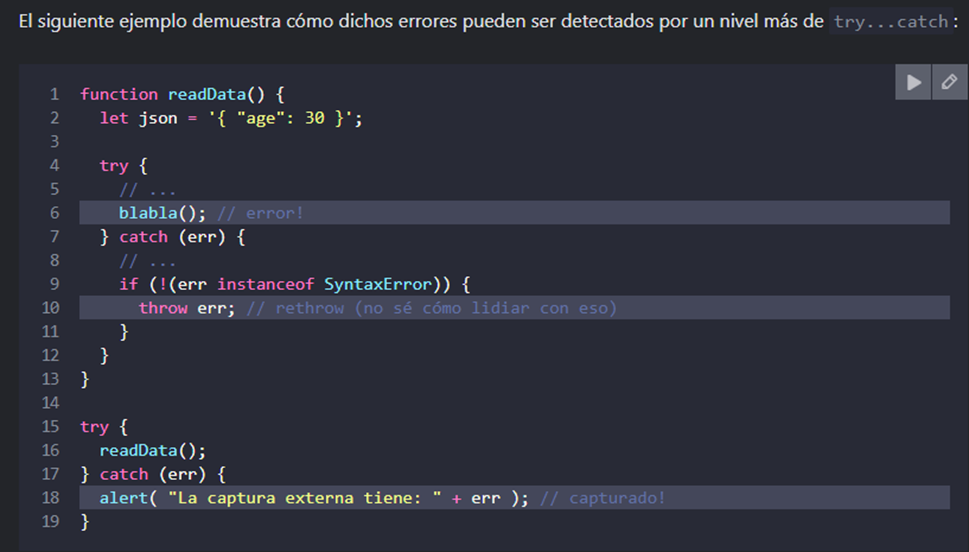 El siguiente ejemplo demuestra cómo dichos errores pueden ser detectados por un nivel más de try...catch:
1 function readData() {
2   let json = '{ "age": 30 }';
3
4   try {
5     // ...
6     blabla(); // error!
7   } catch (err) {
8     // ...
9     if (!(err instanceof SyntaxError)) {
10       throw err; // rethrow (no sé cómo lidiar con eso)
11     }
12   }
13 }
14
15 try {
16   readData();
17 } catch (err) {
18   alert( "La captura externa tiene: " + err ); // capturado!
19 }